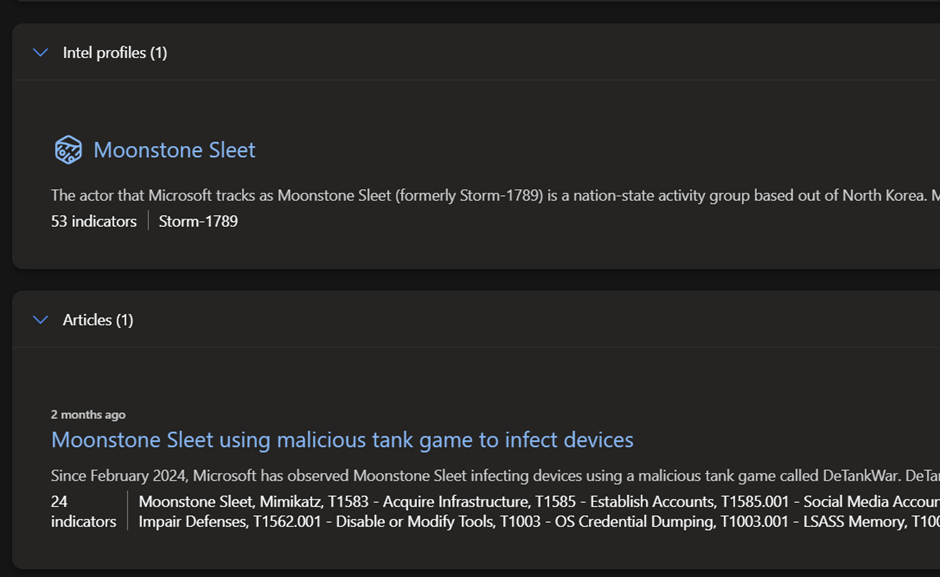 Intel profiles (1)
Moonstone Sleet
The actor that Microsoft tracks as Moonstone Sleet (formerly Storm-1789) is a nation-state activity group based out of North Korea.
53 indicators Storm-1789
Articles (1)
2 months ago
Moonstone Sleet using malicious tank game to infect devices
Since February 2024, Microsoft has observed Moonstone Sleet infecting devices using a malicious tank game called DeTankWar.
24 Moonstone Sleet, Mimikatz, T1583 - Acquire Infrastructure, T1585 - Establish Accounts, T1585.001 - Social Media
indicators Impair Defenses, T1562.001 - Disable or Modify Tools, T1003 - OS Credential Dumping, T1003.001 - LSASS Memory,